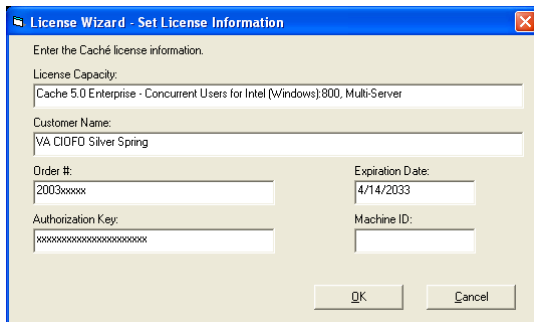 License Wizard - Set License Information
Enter the Caché license information.
License Capacity:
Cache 5.0 Enterprise - Concurrent Users for Intel (Windows):800, Multi-Server
Customer Name:
VA CIOFO Silver Spring
Order #: Expiration Date:
2003xxxxx 4/14/2033
Authorization Key: Machine ID:
xxxxxxxxxxxxxxxxxxxxx
OK Cancel